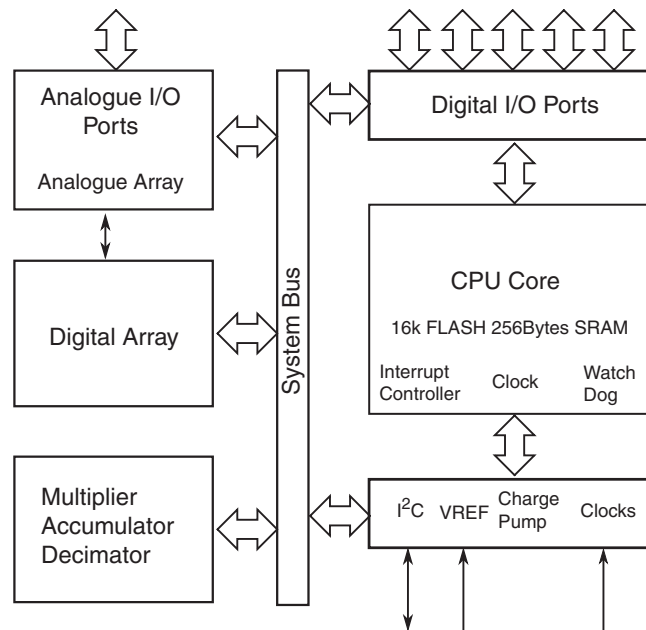 Analogue I/O
Ports
Analogue Array
Digital Array
Multiplier
Accumulator
Decimator
System Bus
Digital I/O Ports
CPU Core
16k FLASH 256Bytes SRAM
Interrupt
Controller
Clock
Watch
Dog
I²C
VREF
Charge
Pump
Clocks